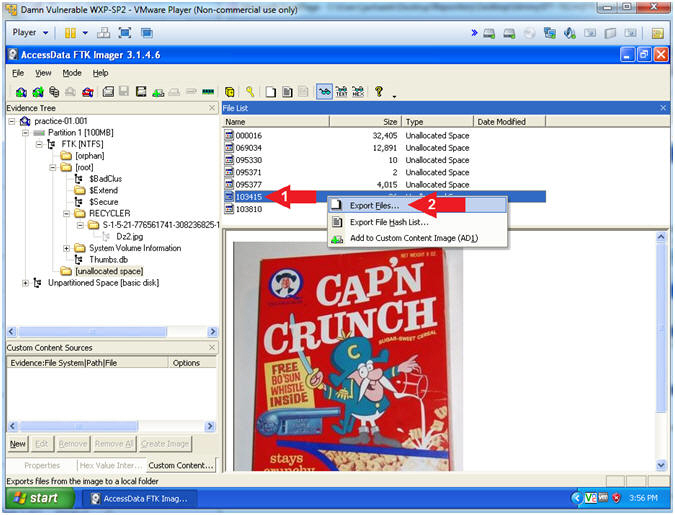 Damn Vulnerable WXP-SP2 - VMware Player (Non-commercial use only)
Player
AccessData FTK Imager 3.1.4.6
File View Mode Help
Evidence Tree
practice-01.001
Partition 1 [100MB]
FTK [NTFS]
[orphan]
[root]
$BadClus
$Extend
$Secure
RECYCLER
S-1-5-21-776561741-308236825-1
Dz2.jpg
System Volume Information
Thumbs.db
[unallocated space]
Unpartitioned Space [basic disk]
File List
Name Size Type Date Modified
000016 32,405 Unallocated Space
069034 12,891 Unallocated Space
095330 10 Unallocated Space
095371 2 Unallocated Space
095377 4,015 Unallocated Space
103415
103810
1
2
Export Files...
Export File Hash List...
Add to Custom Content Image (AD1)
NET WEIGHT 8 OZ.
QUAKER
CAP'N
CRUNCH
SUGAR-SWEET CEREAL
FREE
BO'SUN
WHISTLE
INSIDE
C
stays
crunchy
Custom Content Sources
Evidence:File System|Path|File Options
New Edit Remove Remove All Create Image
Properties Hex Value Inter... Custom Content...
Exports files from the image to a local folder
start
AccessData FTK Imag...
3:56 PM